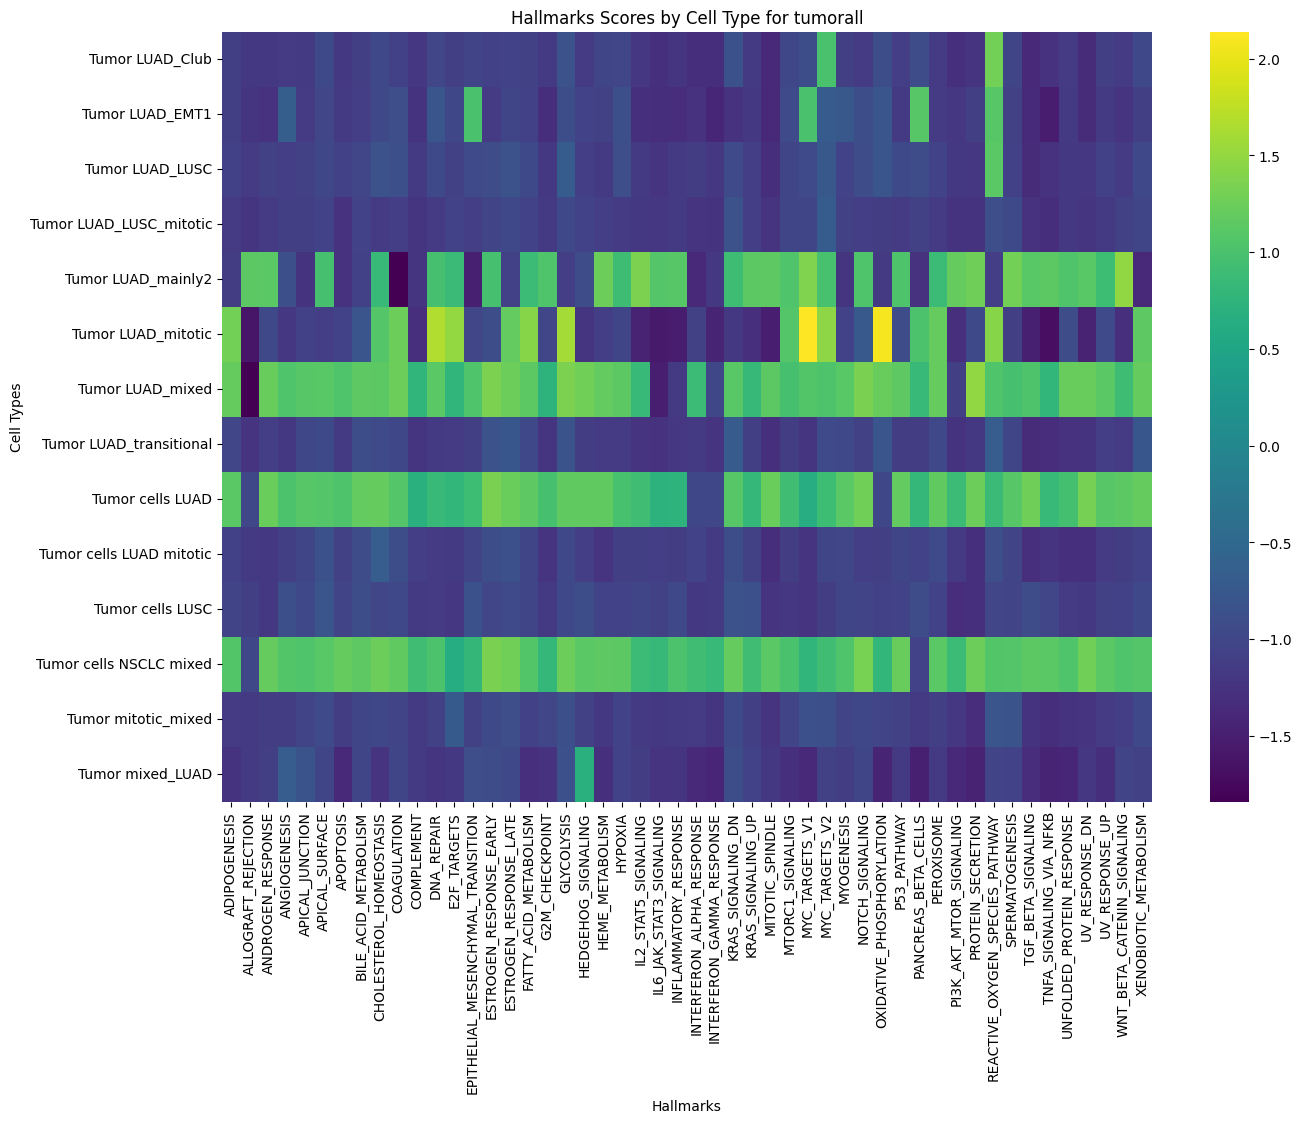 Hallmarks Scores by Cell Type for tumorall
Cell Types
Tumor LUAD_Club
Tumor LUAD_EMT1
Tumor LUAD_LUSC
Tumor LUAD_LUSC_mitotic
Tumor LUAD_mainly2
Tumor LUAD_mitotic
Tumor LUAD_mixed
Tumor LUAD_transitional
Tumor cells LUAD
Tumor cells LUAD mitotic
Tumor cells LUSC
Tumor cells NSCLC mixed
Tumor mitotic_mixed
Tumor mixed_LUAD
ADIPOGENESIS
ALLOGRAFT_REJECTION
ANDROGEN_RESPONSE
ANGIOGENESIS
APICAL_JUNCTION
APICAL_SURFACE
APOPTOSIS
BILE_ACID_METABOLISM
CHOLESTEROL_HOMEOSTASIS
COAGULATION
COMPLEMENT
DNA_REPAIR
E2F_TARGETS
EPITHELIAL_MESENCHYMAL_TRANSITION
ESTROGEN_RESPONSE_EARLY
ESTROGEN_RESPONSE_LATE
FATTY_ACID_METABOLISM
G2M_CHECKPOINT
GLYCOLYSIS
HEDGEHOG_SIGNALING
HEME_METABOLISM
HYPOXIA
IL2_STAT5_SIGNALING
IL6_JAK_STAT3_SIGNALING
INFLAMMATORY_RESPONSE
INTERFERON_ALPHA_RESPONSE
INTERFERON_GAMMA_RESPONSE
KRAS_SIGNALING_DN
KRAS_SIGNALING_UP
MITOTIC_SPINDLE
MTORC1_SIGNALING
MYC_TARGETS_V1
MYC_TARGETS_V2
MYOGENESIS
NOTCH_SIGNALING
OXIDATIVE_PHOSPHORYLATION
P53_PATHWAY
PANCREAS_BETA_CELLS
PEROXISOME
PI3K_AKT_MTOR_SIGNALING
PROTEIN_SECRETION
REACTIVE_OXYGEN_SPECIES_PATHWAY
SPERMATOGENESIS
TGF_BETA_SIGNALING
TNFA_SIGNALING_VIA_NFKB
UNFOLDED_PROTEIN_RESPONSE
UV_RESPONSE_DN
UV_RESPONSE_UP
WNT_BETA_CATENIN_SIGNALING
XENOBIOTIC_METABOLISM
Hallmarks
2.0
1.5
1.0
0.5
0.0
−0.5
−1.0
−1.5